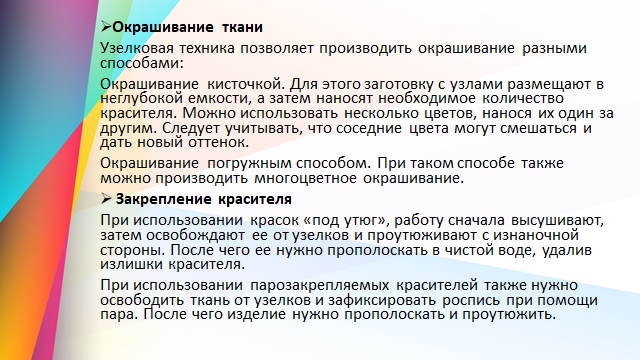 ➢Окрашивание ткани
Узелковая техника позволяет производить окрашивание разными
способами:
Окрашивание кисточкой. Для этого заготовку с узлами размещают в
неглубокой емкости, а затем наносят необходимое количество
красителя. Можно использовать несколько цветов, нанося их один за
другим. Следует учитывать, что соседние цвета могут смешаться и
дать новый оттенок.
Окрашивание погружным способом. При таком способе также
можно производить многоцветное окрашивание.
➢ Закрепление красителя
При использовании красок «под утюг», работу сначала высушивают,
затем освобождают ее от узелков и проутюживают с изнаночной
стороны. После чего ее нужно прополоскать в чистой воде, удалив
излишки красителя.
При использовании парозакрепляемых красителей также нужно
освободить ткань от узелков и зафиксировать роспись при помощи
пара. После чего изделие нужно прополоскать и проутюжить.